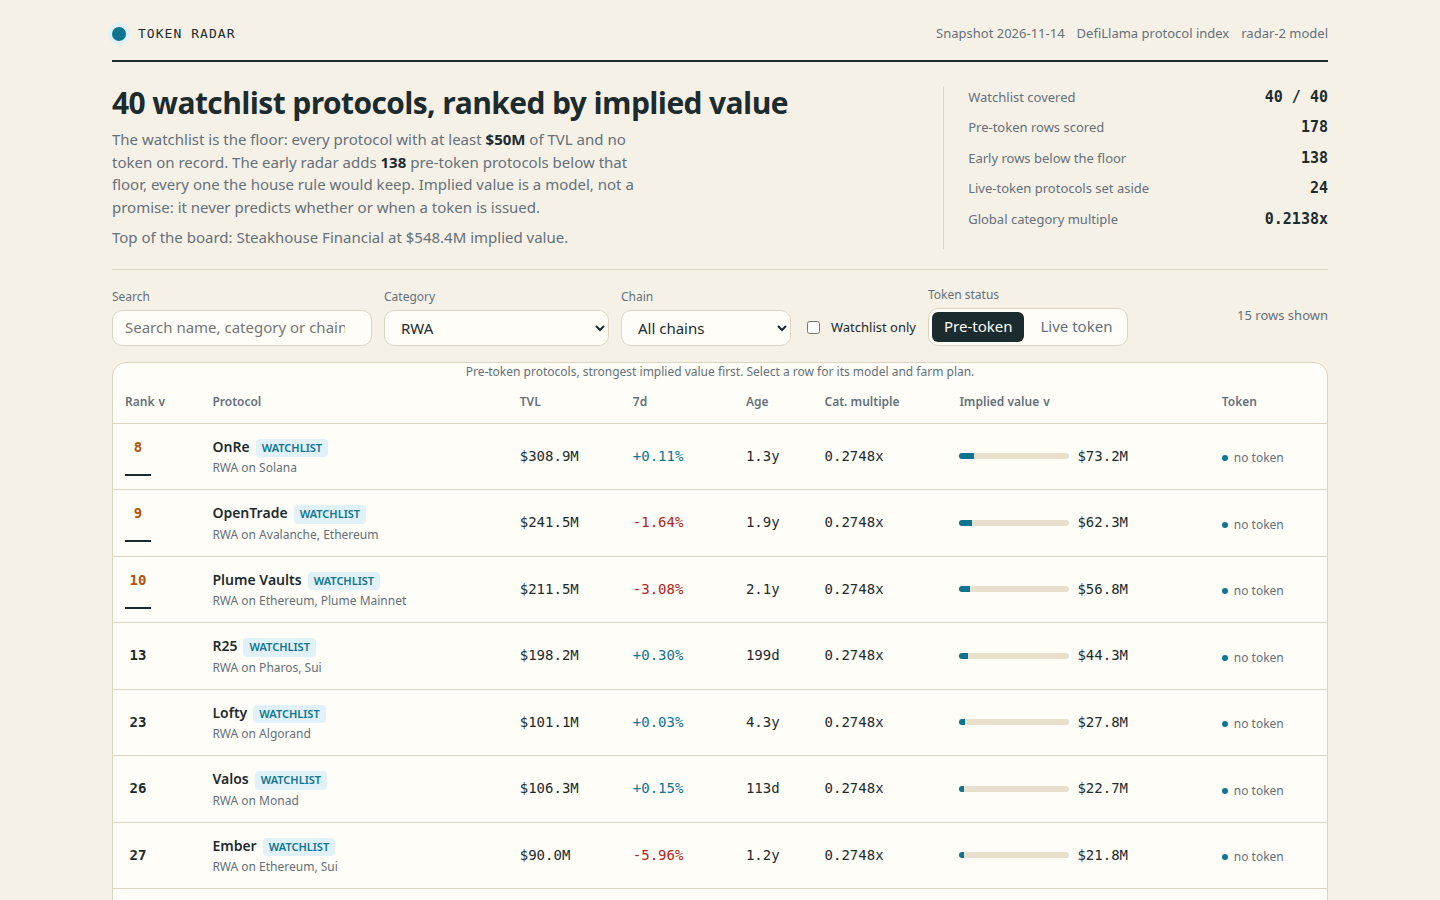 TOKEN RADAR
Snapshot 2026-11-14 DefiLlama protocol index radar-2 model
40 watchlist protocols, ranked by implied value
The watchlist is the floor: every protocol with at least $50M of TVL and no
token on record. The early radar adds 138 pre-token protocols below that
floor, every one the house rule would keep. Implied value is a model, not a
promise: it never predicts whether or when a token is issued.
Top of the board: Steakhouse Financial at $548.4M implied value.
Watchlist covered 40 / 40
Pre-token rows scored 178
Early rows below the floor 138
Live-token protocols set aside 24
Global category multiple 0.2138x
Search
Search name, category or chain
Category
RWA
Chain
All chains
Watchlist only
Token status
Pre-token Live token
15 rows shown
Pre-token protocols, strongest implied value first. Select a row for its model and farm plan.
Rank v Protocol TVL 7d Age Cat. multiple Implied value v Token
8 OnRe WATCHLIST $308.9M +0.11% 1.3y 0.2748x $73.2M no token
RWA on Solana
9 OpenTrade WATCHLIST $241.5M -1.64% 1.9y 0.2748x $62.3M no token
RWA on Avalanche, Ethereum
10 Plume Vaults WATCHLIST $211.5M -3.08% 2.1y 0.2748x $56.8M no token
RWA on Ethereum, Plume Mainnet
13 R25 WATCHLIST $198.2M +0.30% 199d 0.2748x $44.3M no token
RWA on Pharos, Sui
23 Lofty WATCHLIST $101.1M +0.03% 4.3y 0.2748x $27.8M no token
RWA on Algorand
26 Valos WATCHLIST $106.3M +0.15% 113d 0.2748x $22.7M no token
RWA on Monad
27 Ember WATCHLIST $90.0M -5.96% 1.2y 0.2748x $21.8M no token
RWA on Ethereum, Sui